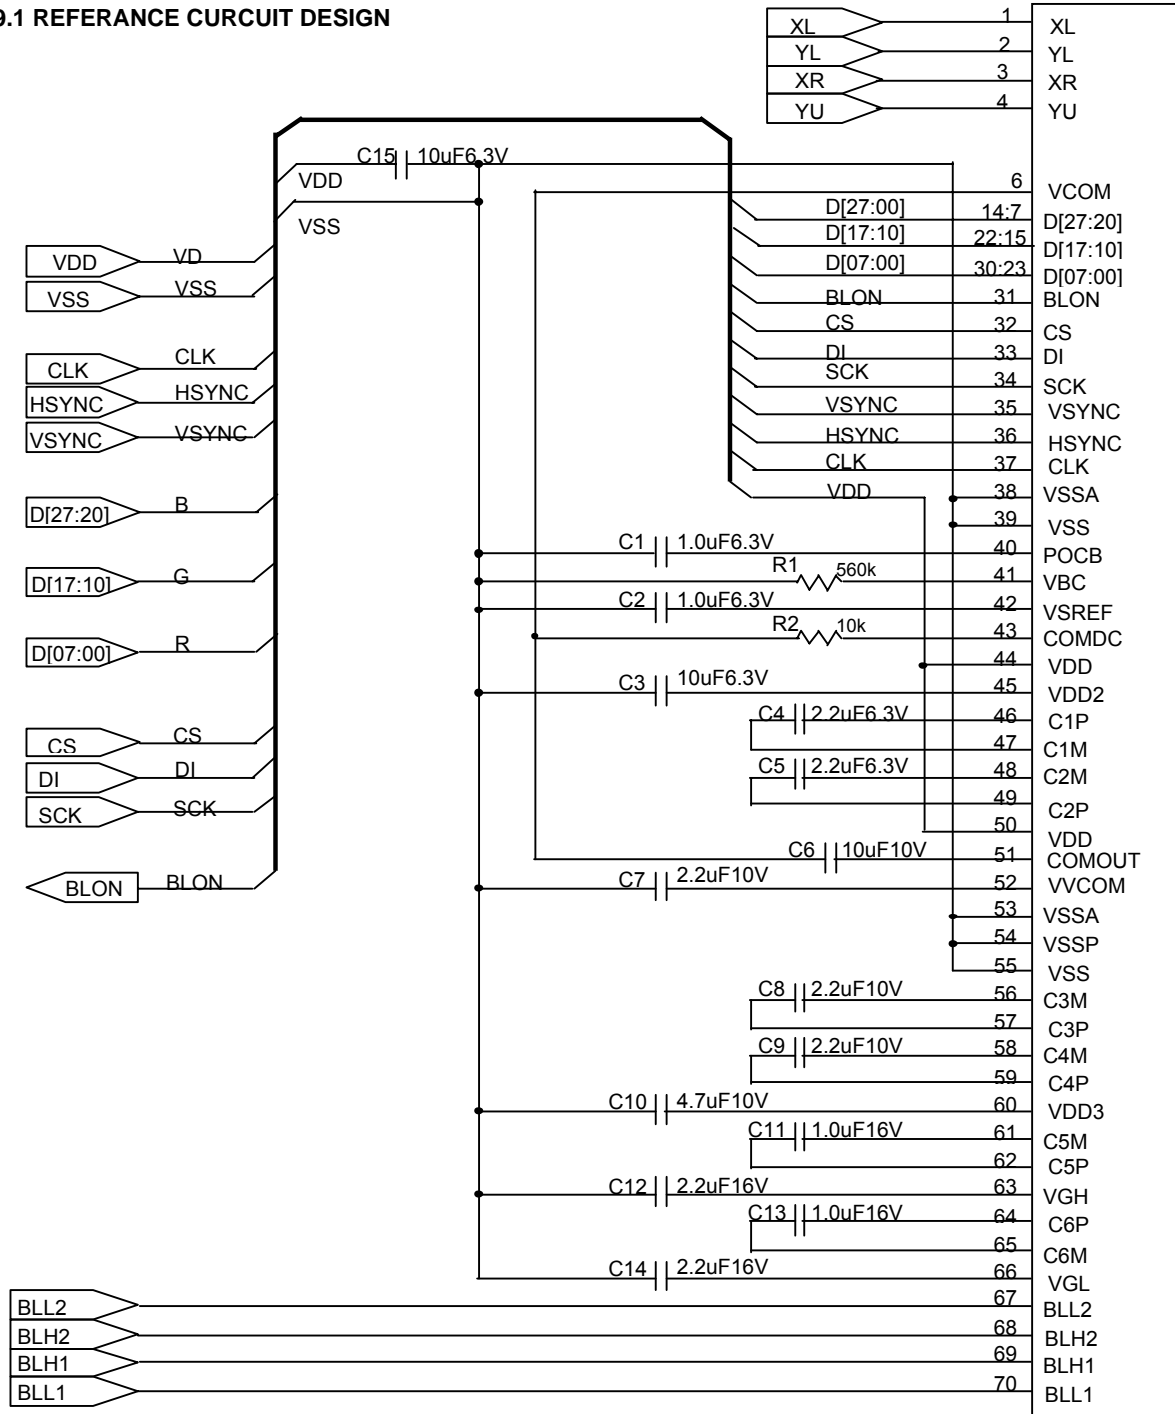 9.1 REFERANCE CURCUIT DESIGN
XL 1 XL
YL 2 YL
XR 3 XR
YU 4 YU
C15 10uF6.3V
VDD
VSS
6 VCOM
D[27:00] 14:7 D[27:20]
D[17:10] 22:15 D[17:10]
D[07:00] 30:23 D[07:00]
BLON 31 BLON
CS 32 CS
DI 33 DI
SCK 34 SCK
VSYNC 35 VSYNC
HSYNC 36 HSYNC
CLK 37 CLK
VDD 38 VSSA
39 VSS
VDD VD
VSS VSS
CLK CLK
HSYNC HSYNC
VSYNC VSYNC
D[27:20] B
D[17:10] G
D[07:00] R
CS CS
DI DI
SCK SCK
BLON BLON
C1 1.0uF6.3V 40 POCB
R1 560k 41 VBC
C2 1.0uF6.3V 42 VSREF
R2 10k 43 COMDC
44 VDD
C3 10uF6.3V 45 VDD2
C4 2.2uF6.3V 46 C1P
47 C1M
C5 2.2uF6.3V 48 C2M
49 C2P
50 VDD
C6 10uF10V 51 COMOUT
C7 2.2uF10V 52 VVCOM
53 VSSA
54 VSSP
55 VSS
C8 2.2uF10V 56 C3M
57 C3P
C9 2.2uF10V 58 C4M
59 C4P
C10 4.7uF10V 60 VDD3
C11 1.0uF16V 61 C5M
62 C5P
C12 2.2uF16V 63 VGH
C13 1.0uF16V 64 C6P
65 C6M
C14 2.2uF16V 66 VGL
BLL2 67 BLL2
BLH2 68 BLH2
BLH1 69 BLH1
BLL1 70 BLL1